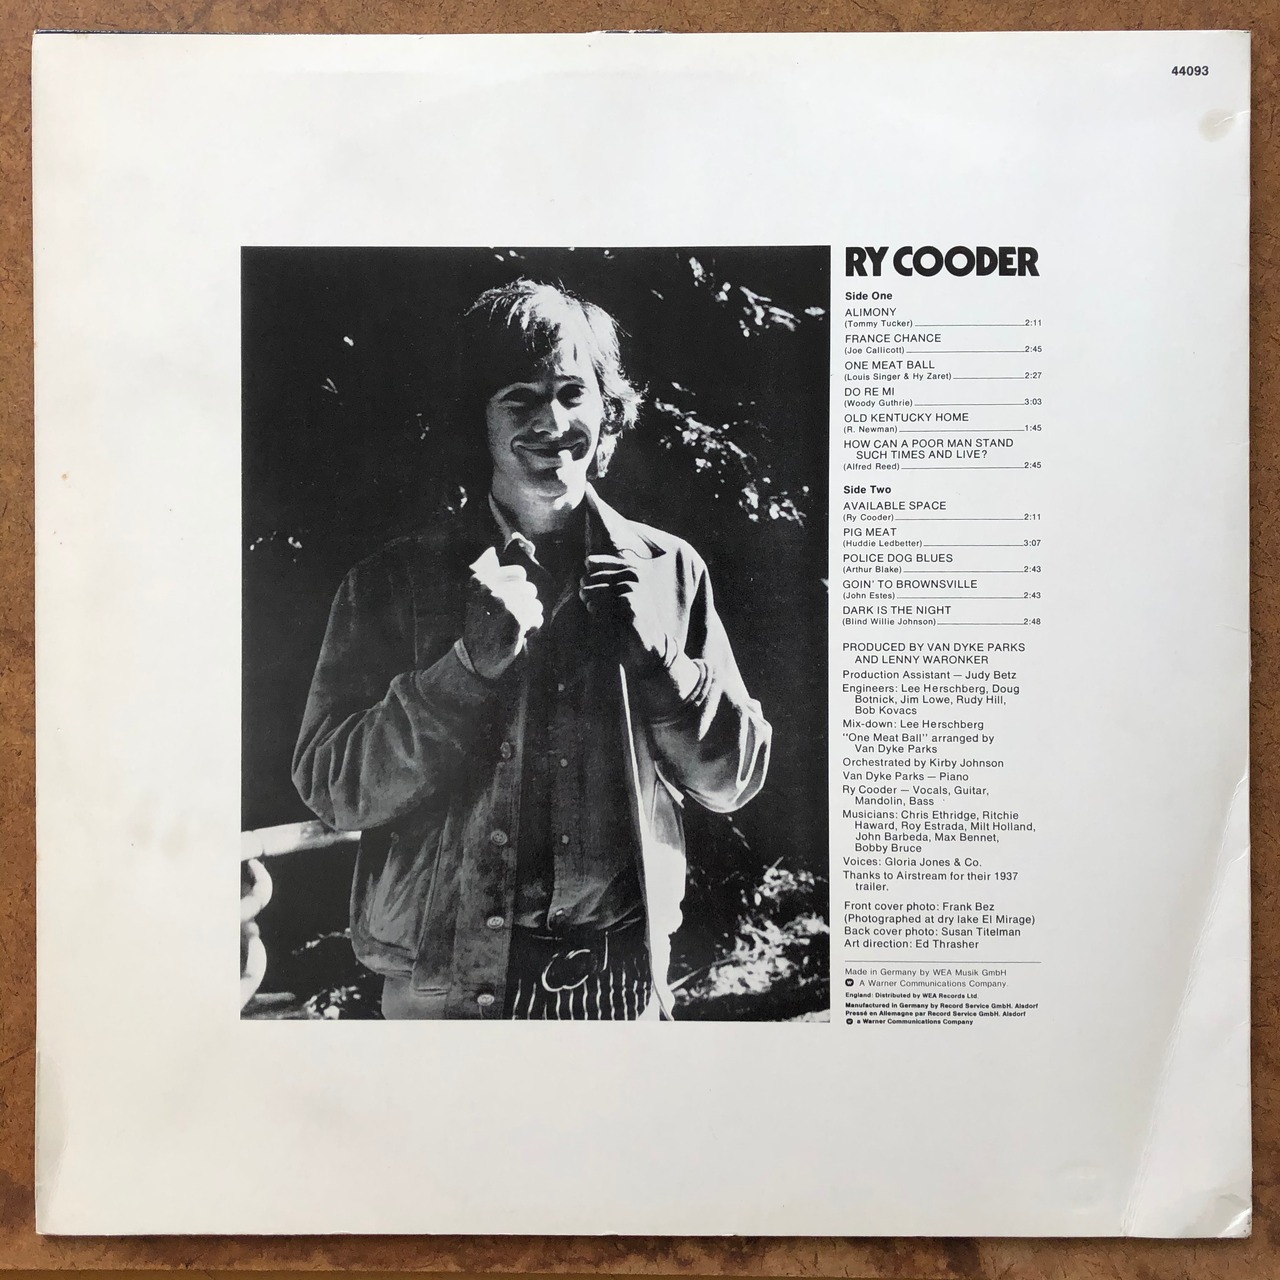 44093
RY COODER
Side One
ALIMONY
(Tommy Tucker) 2:11
FRANCE CHANCE
(Joe Callicott) 2:45
ONE MEAT BALL
(Louis Singer & Hy Zaret) 2:27
DO RE MI
(Woody Guthrie) 3:03
OLD KENTUCKY HOME
(R. Newman) 1:45
HOW CAN A POOR MAN STAND
SUCH TIMES AND LIVE?
(Alfred Reed) 2:45
Side Two
AVAILABLE SPACE
(Ry Cooder) 2:11
PIG MEAT
(Huddie Ledbetter) 3:07
POLICE DOG BLUES
(Arthur Blake) 2:43
GOIN' TO BROWNSVILLE
(John Estes) 2:43
DARK IS THE NIGHT
(Blind Willie Johnson) 2:48
PRODUCED BY VAN DYKE PARKS
AND LENNY WARONKER
Production Assistant — Judy Betz
Engineers: Lee Herschberg, Doug
Botnick, Jim Lowe, Rudy Hill,
Bob Kovacs
Mix-down: Lee Herschberg
"One Meat Ball" arranged by
Van Dyke Parks
Orchestrated by Kirby Johnson
Van Dyke Parks — Piano
Ry Cooder — Vocals, Guitar,
Mandolin, Bass
Musicians: Chris Ethridge, Ritchie
Haward, Roy Estrada, Milt Holland,
John Barbeda, Max Bennet,
Bobby Bruce
Voices: Gloria Jones & Co.
Thanks to Airstream for their 1937
trailer.
Front cover photo: Frank Bez
(Photographed at dry lake El Mirage)
Back cover photo: Susan Titelman
Art direction: Ed Thrasher
Made in Germany by WEA Musik GmbH
A Warner Communications Company.
England: Distributed by WEA Records Ltd.
Manufactured in Germany by Record Service GmbH. Alsdorf
Pressé en Allemagne par Record Service GmbH. Alsdorf
a Warner Communications Company